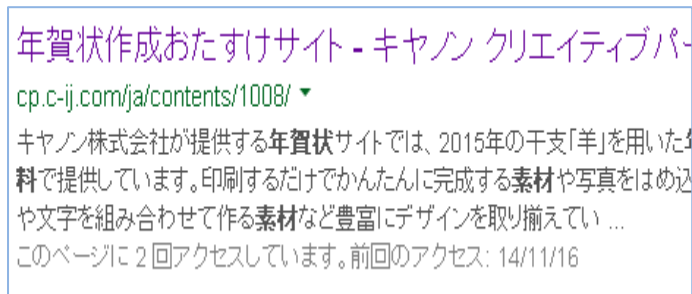 年賀状作成おたすけサイト - キヤノン クリエイティブパー
cp.c-ij.com/ja/contents/1008/ ▼
キヤノン株式会社が提供する年賀状サイトでは、2015年の干支「羊」を用いた年
料で提供しています。印刷するだけでかんたんに完成する素材や写真をはめ込
や文字を組み合わせて作る素材など豊富にデザインを取り揃えてい ...
このページに 2 回アクセスしています。前回のアクセス: 14/11/16